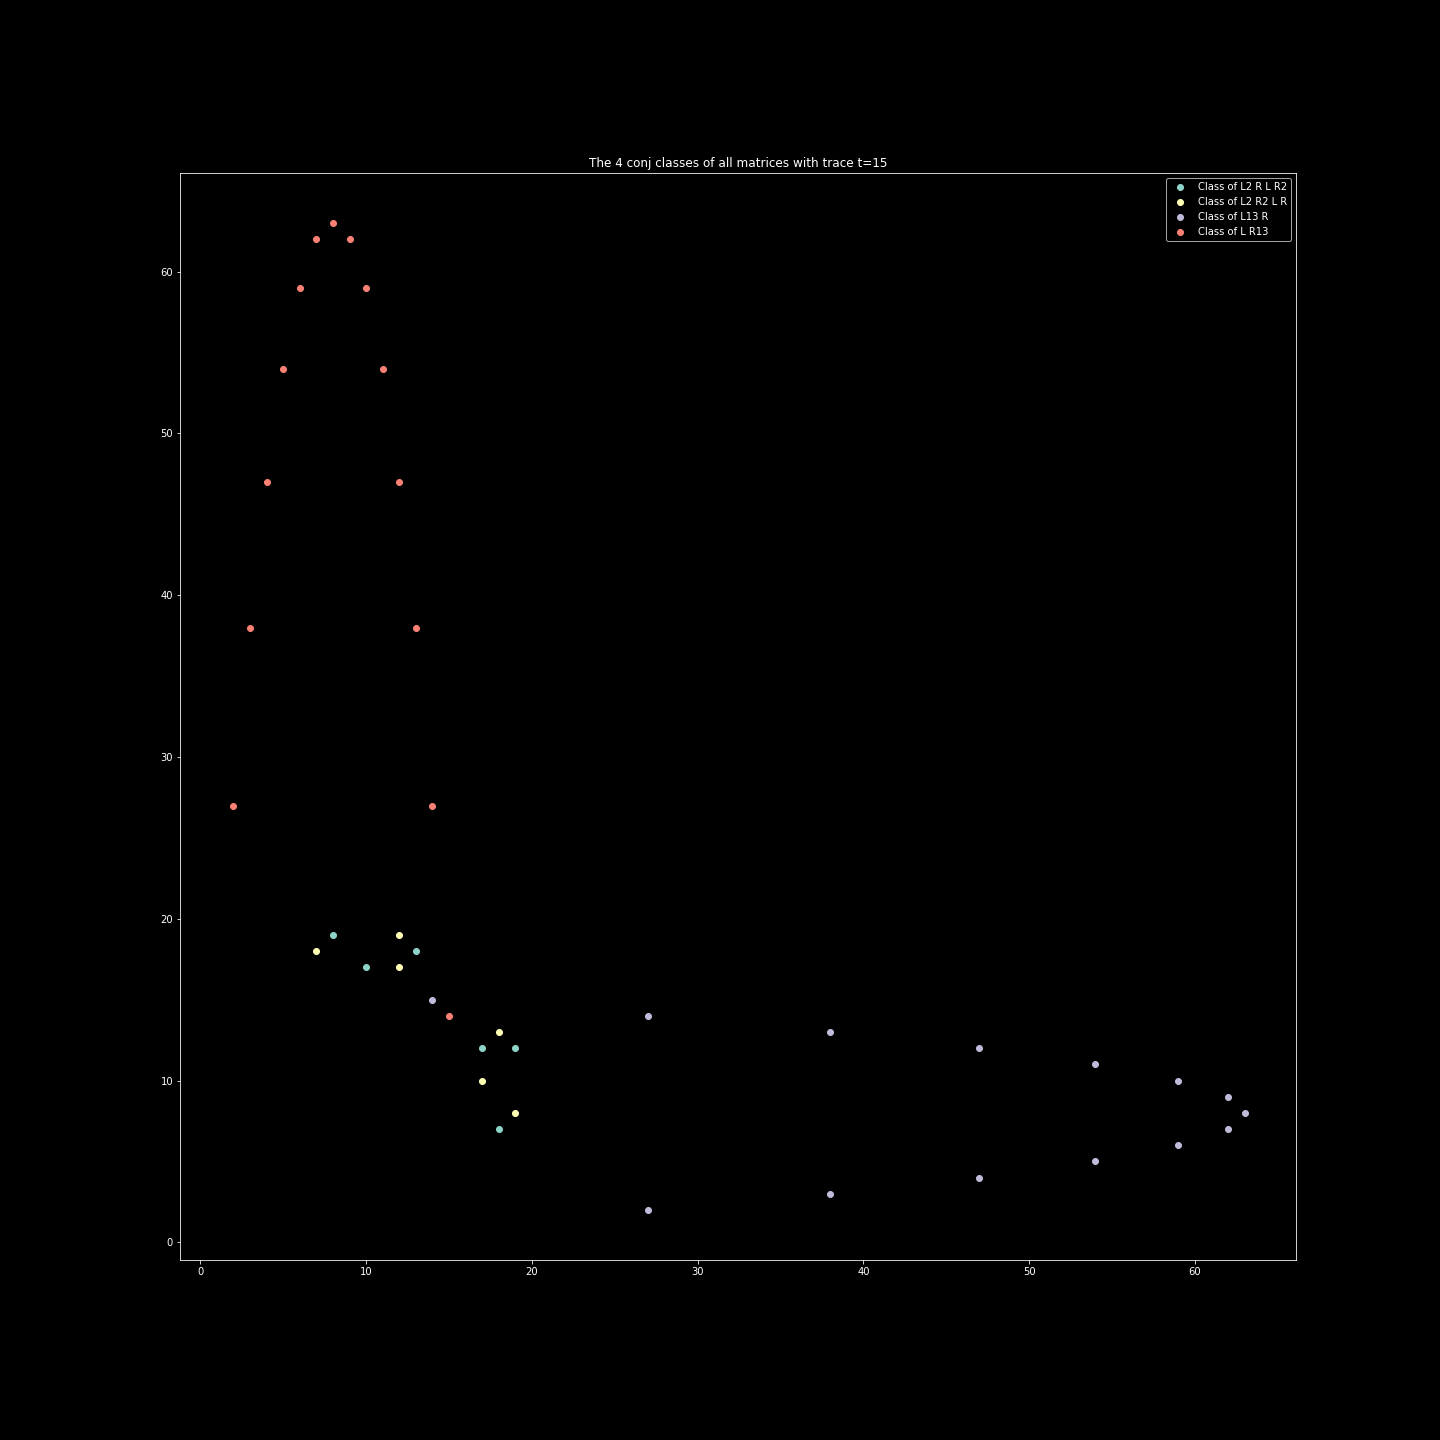 The 4 conj classes of all matrices with trace t=15
Class of L2 R L R2
Class of L2 R2 L R
Class of L13 R
Class of L R13
60
50
40
30
20
10
0
0 10 20 30 40 50 60